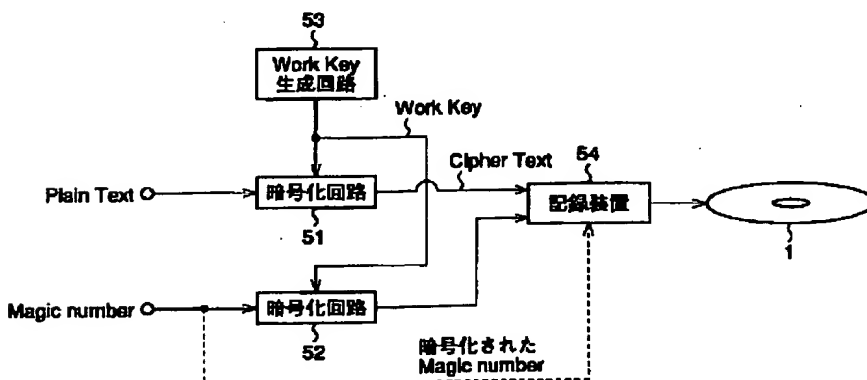 53
Work Key
生成回路
Work Key
Cipher Text
54
Plain Text
暗号化回路
記録装置
51
1
Magic number
暗号化回路
52
暗号化された
Magic number